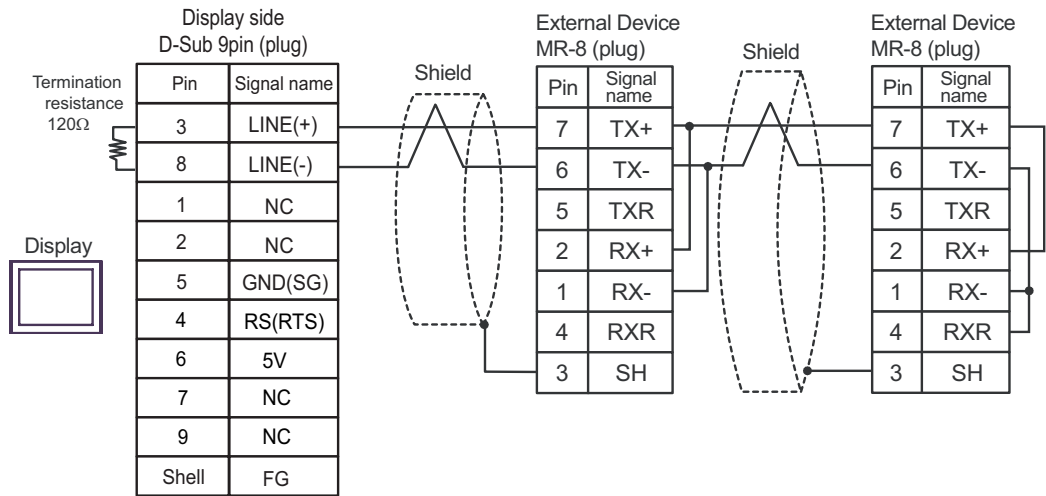 Display side
D-Sub 9pin (plug)
Termination
resistance
120Ω
Pin Signal name
3 LINE(+)
8 LINE(-)
1 NC
2 NC
5 GND(SG)
4 RS(RTS)
6 5V
7 NC
9 NC
Shell FG
Display
Shield
External Device
MR-8 (plug)
Pin Signal
name
7 TX+
6 TX-
5 TXR
2 RX+
1 RX-
4 RXR
3 SH
Shield
External Device
MR-8 (plug)
Pin Signal
name
7 TX+
6 TX-
5 TXR
2 RX+
1 RX-
4 RXR
3 SH